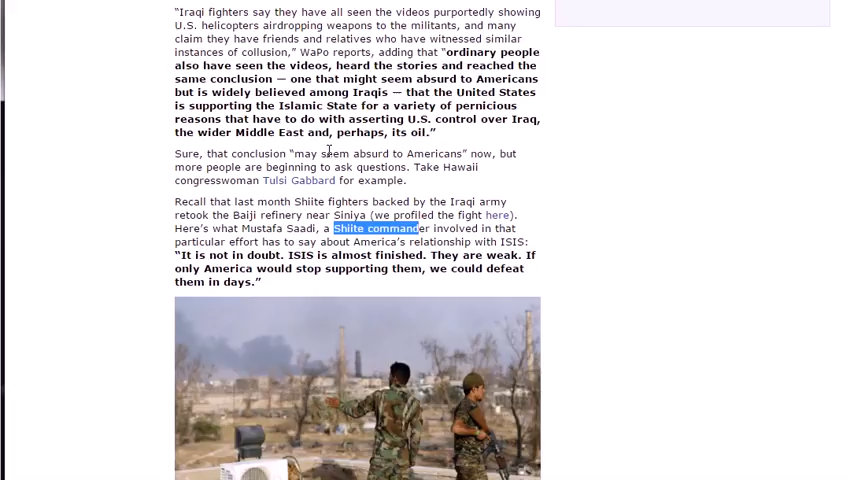 “Iraqi fighters say they have all seen the videos purportedly showing
U.S. helicopters airdropping weapons to the militants, and many
claim they have friends and relatives who have witnessed similar
instances of collusion,” WaPo reports, adding that “ordinary people
also have seen the videos, heard the stories and reached the
same conclusion — one that might seem absurd to Americans
but is widely believed among Iraqis — that the United States
is supporting the Islamic State for a variety of pernicious
reasons that have to do with asserting U.S. control over Iraq,
the wider Middle East and, perhaps, its oil.”
Sure, that conclusion “may seem absurd to Americans” now, but
more people are beginning to ask questions. Take Hawaii
congresswoman Tulsi Gabbard for example.
Recall that last month Shiite fighters backed by the Iraqi army
retook the Baiji refinery near Siniya (we profiled the fight here).
Here’s what Mustafa Saadi, a Shiite commander involved in that
particular effort has to say about America’s relationship with ISIS:
“It is not in doubt. ISIS is almost finished. They are weak. If
only America would stop supporting them, we could defeat
them in days.”